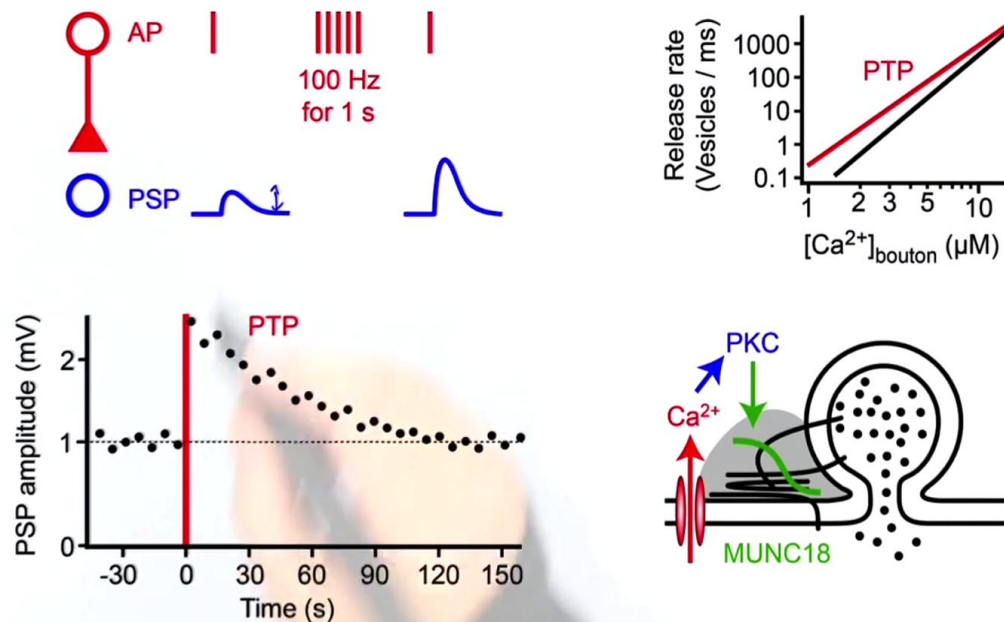 AP
100 Hz
for 1 s
PSP
Release rate
(Vesicles / ms)
1000
100
10
1
0.1
PTP
1
2
3
5
10
[Ca²⁺]bouton (µM)
PSP amplitude (mV)
2
1
0
PTP
-30
0
30
60
90
120
150
Time (s)
PKC
Ca²⁺
MUNC18